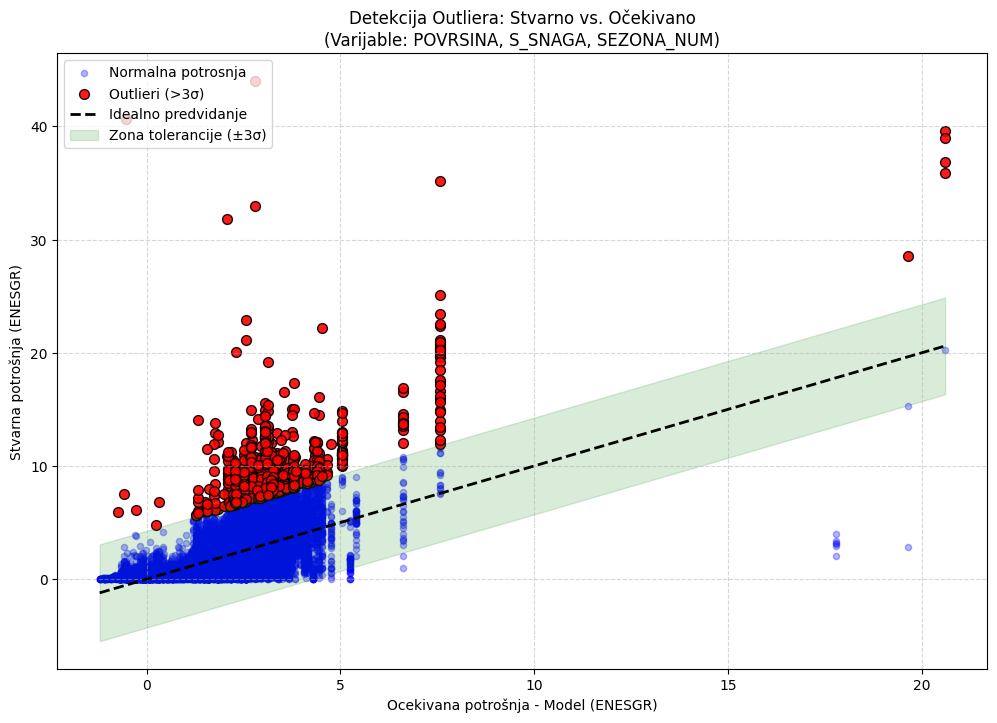 Detekcija Outliera: Stvarno vs. Očekivano
(Varijable: POVRSINA, S_SNAGA, SEZONA_NUM)
Normalna potrosnja
Outlieri (>3σ)
Idealno predvidanje
Zona tolerancije (±3σ)
Stvarna potrošnja (ENESGR)
40
30
20
10
0
0 5 10 15 20
Ocekivana potrošnja - Model (ENESGR)